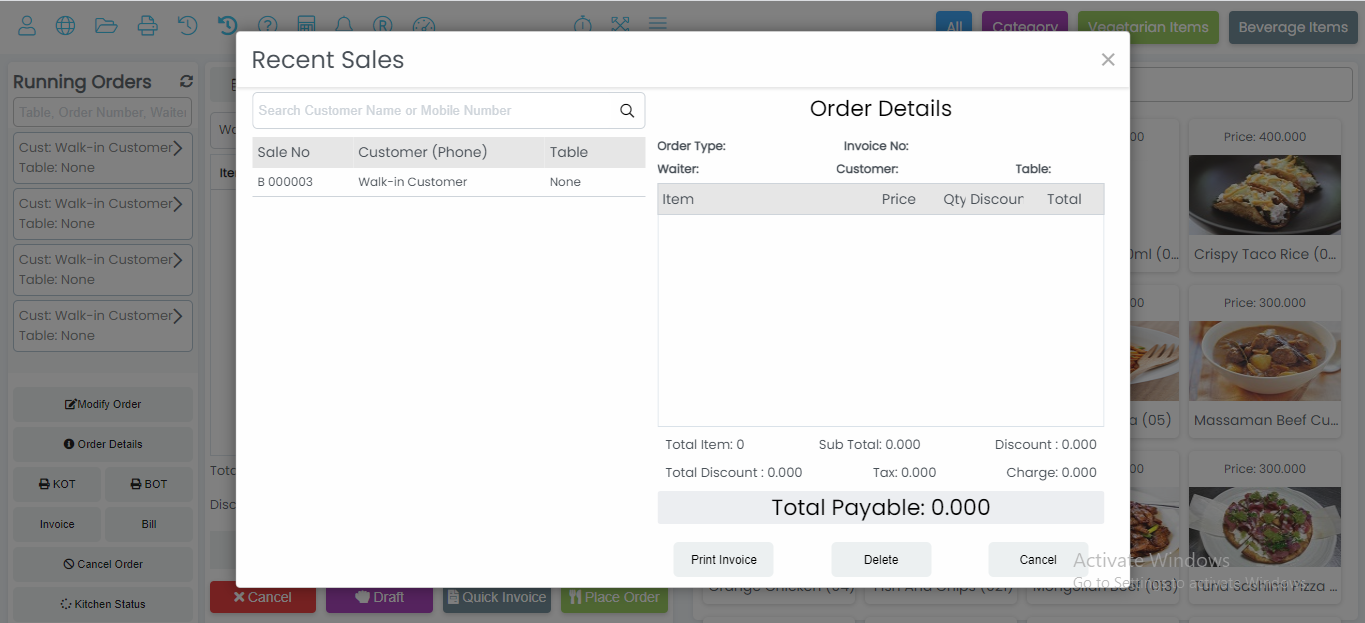 All
Category
Vegetarian Items
Beverage Items
Running Orders
Table, Order Number, Waiter
Cust: Walk-in Customer
Table: None
Cust: Walk-in Customer
Table: None
Cust: Walk-in Customer
Table: None
Cust: Walk-in Customer
Table: None
Modify Order
Order Details
KOT
BOT
Invoice
Bill
Cancel Order
Kitchen Status
Recent Sales
Search Customer Name or Mobile Number
Sale No Customer (Phone) Table
B 000003 Walk-in Customer None
Order Details
Order Type: Invoice No:
Waiter: Customer: Table:
Item Price Qty Discoun Total
Total Item: 0 Sub Total: 0.000 Discount : 0.000
Total Discount : 0.000 Tax: 0.000 Charge: 0.000
Total Payable: 0.000
Print Invoice
Delete
Cancel
Cancel
Draft
Quick Invoice
Place Order
Price: 400.000
Crispy Taco Rice (0...
Price: 300.000
(05)
Massaman Beef Cu...
Price: 300.000
Orange Chicken (04)
Fish And Chips (021)
Mongolian Beef (013)
Tuna Sashimi Pizza ...
Activate Windows
Go to Settings to activate Windows.